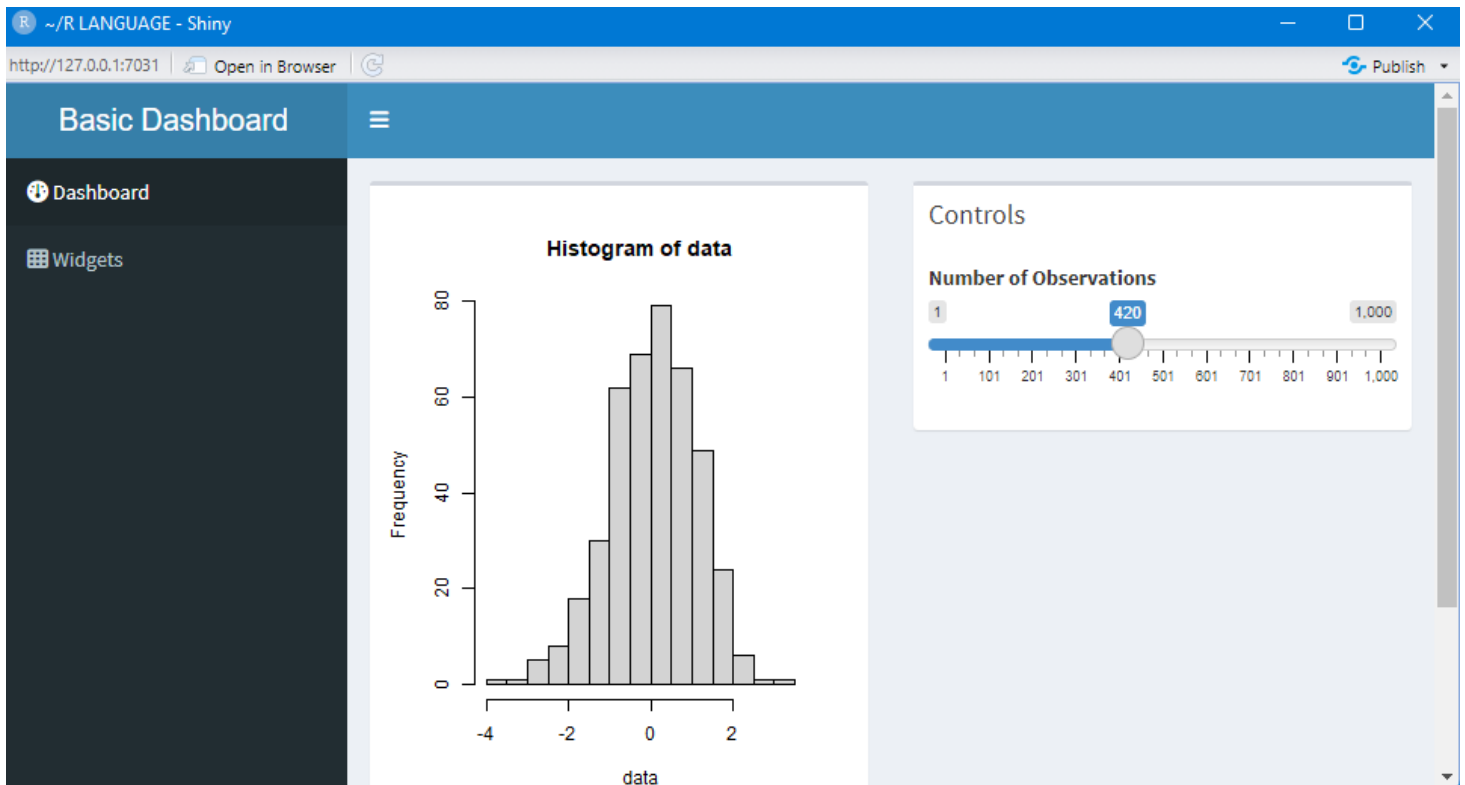 R ~/R LANGUAGE - Shiny
http://127.0.0.1:7031 Open in Browser Publish
Basic Dashboard
Dashboard
Widgets
Histogram of data
80
60
40
20
0
Frequency
-4 -2 0 2
data
Controls
Number of Observations
1 420 1,000
1 101 201 301 401 501 601 701 801 901 1,000